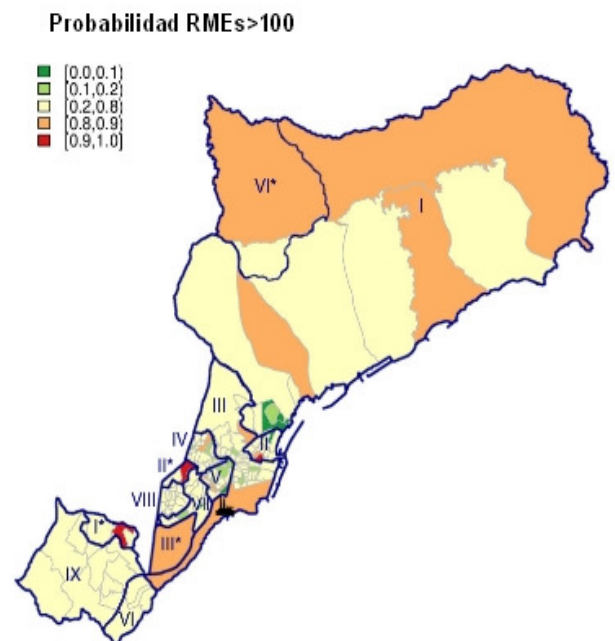 Probabilidad RMEs>100
[0.0,0.1)
[0.1,0.2)
[0.2,0.8)
[0.8,0.9)
[0.9,1.0]
VI*
I
III
IV
II
II*
V
VIII
VII
II
I*
III*
IX
VI